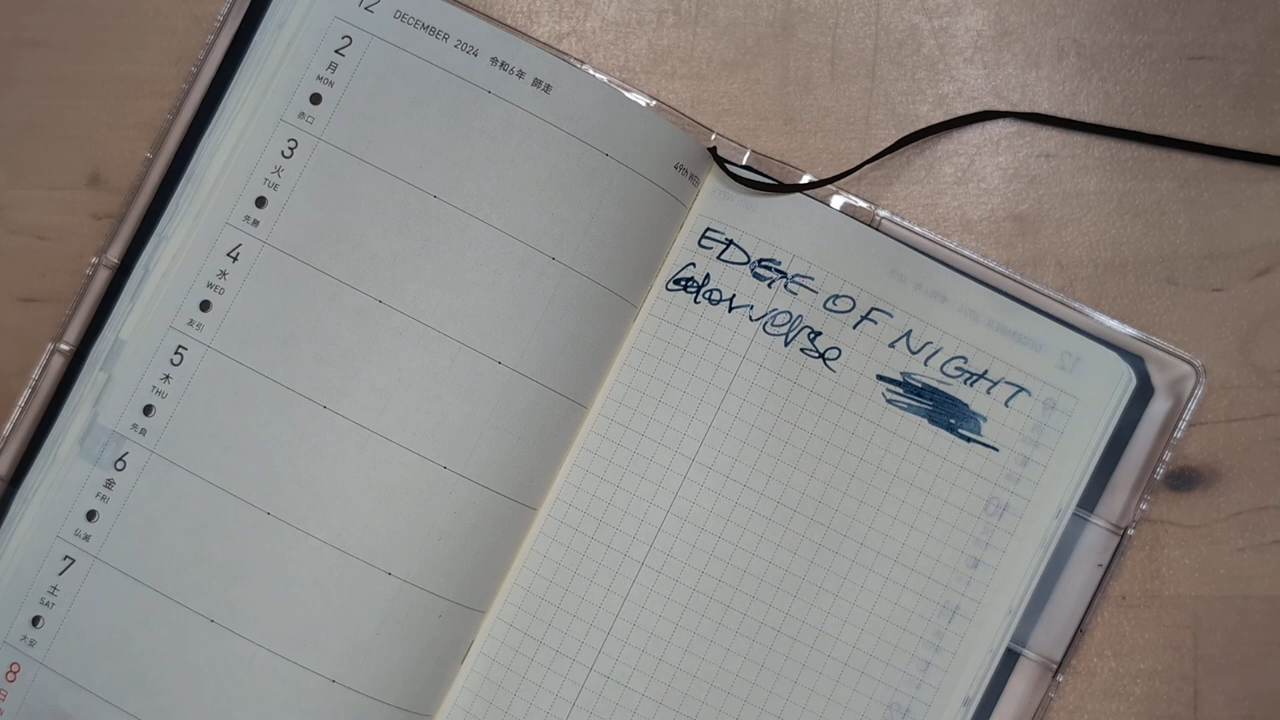 12 DECEMBER 2024 令和6年 師走
2
月
MON
赤口
3
火
TUE
先勝
4
水
WED
友引
5
木
THU
先負
6
金
FRI
仏滅
7
土
SAT
大安
8
日
49th WEEK
EDGE OF NIGHT
Colorverse